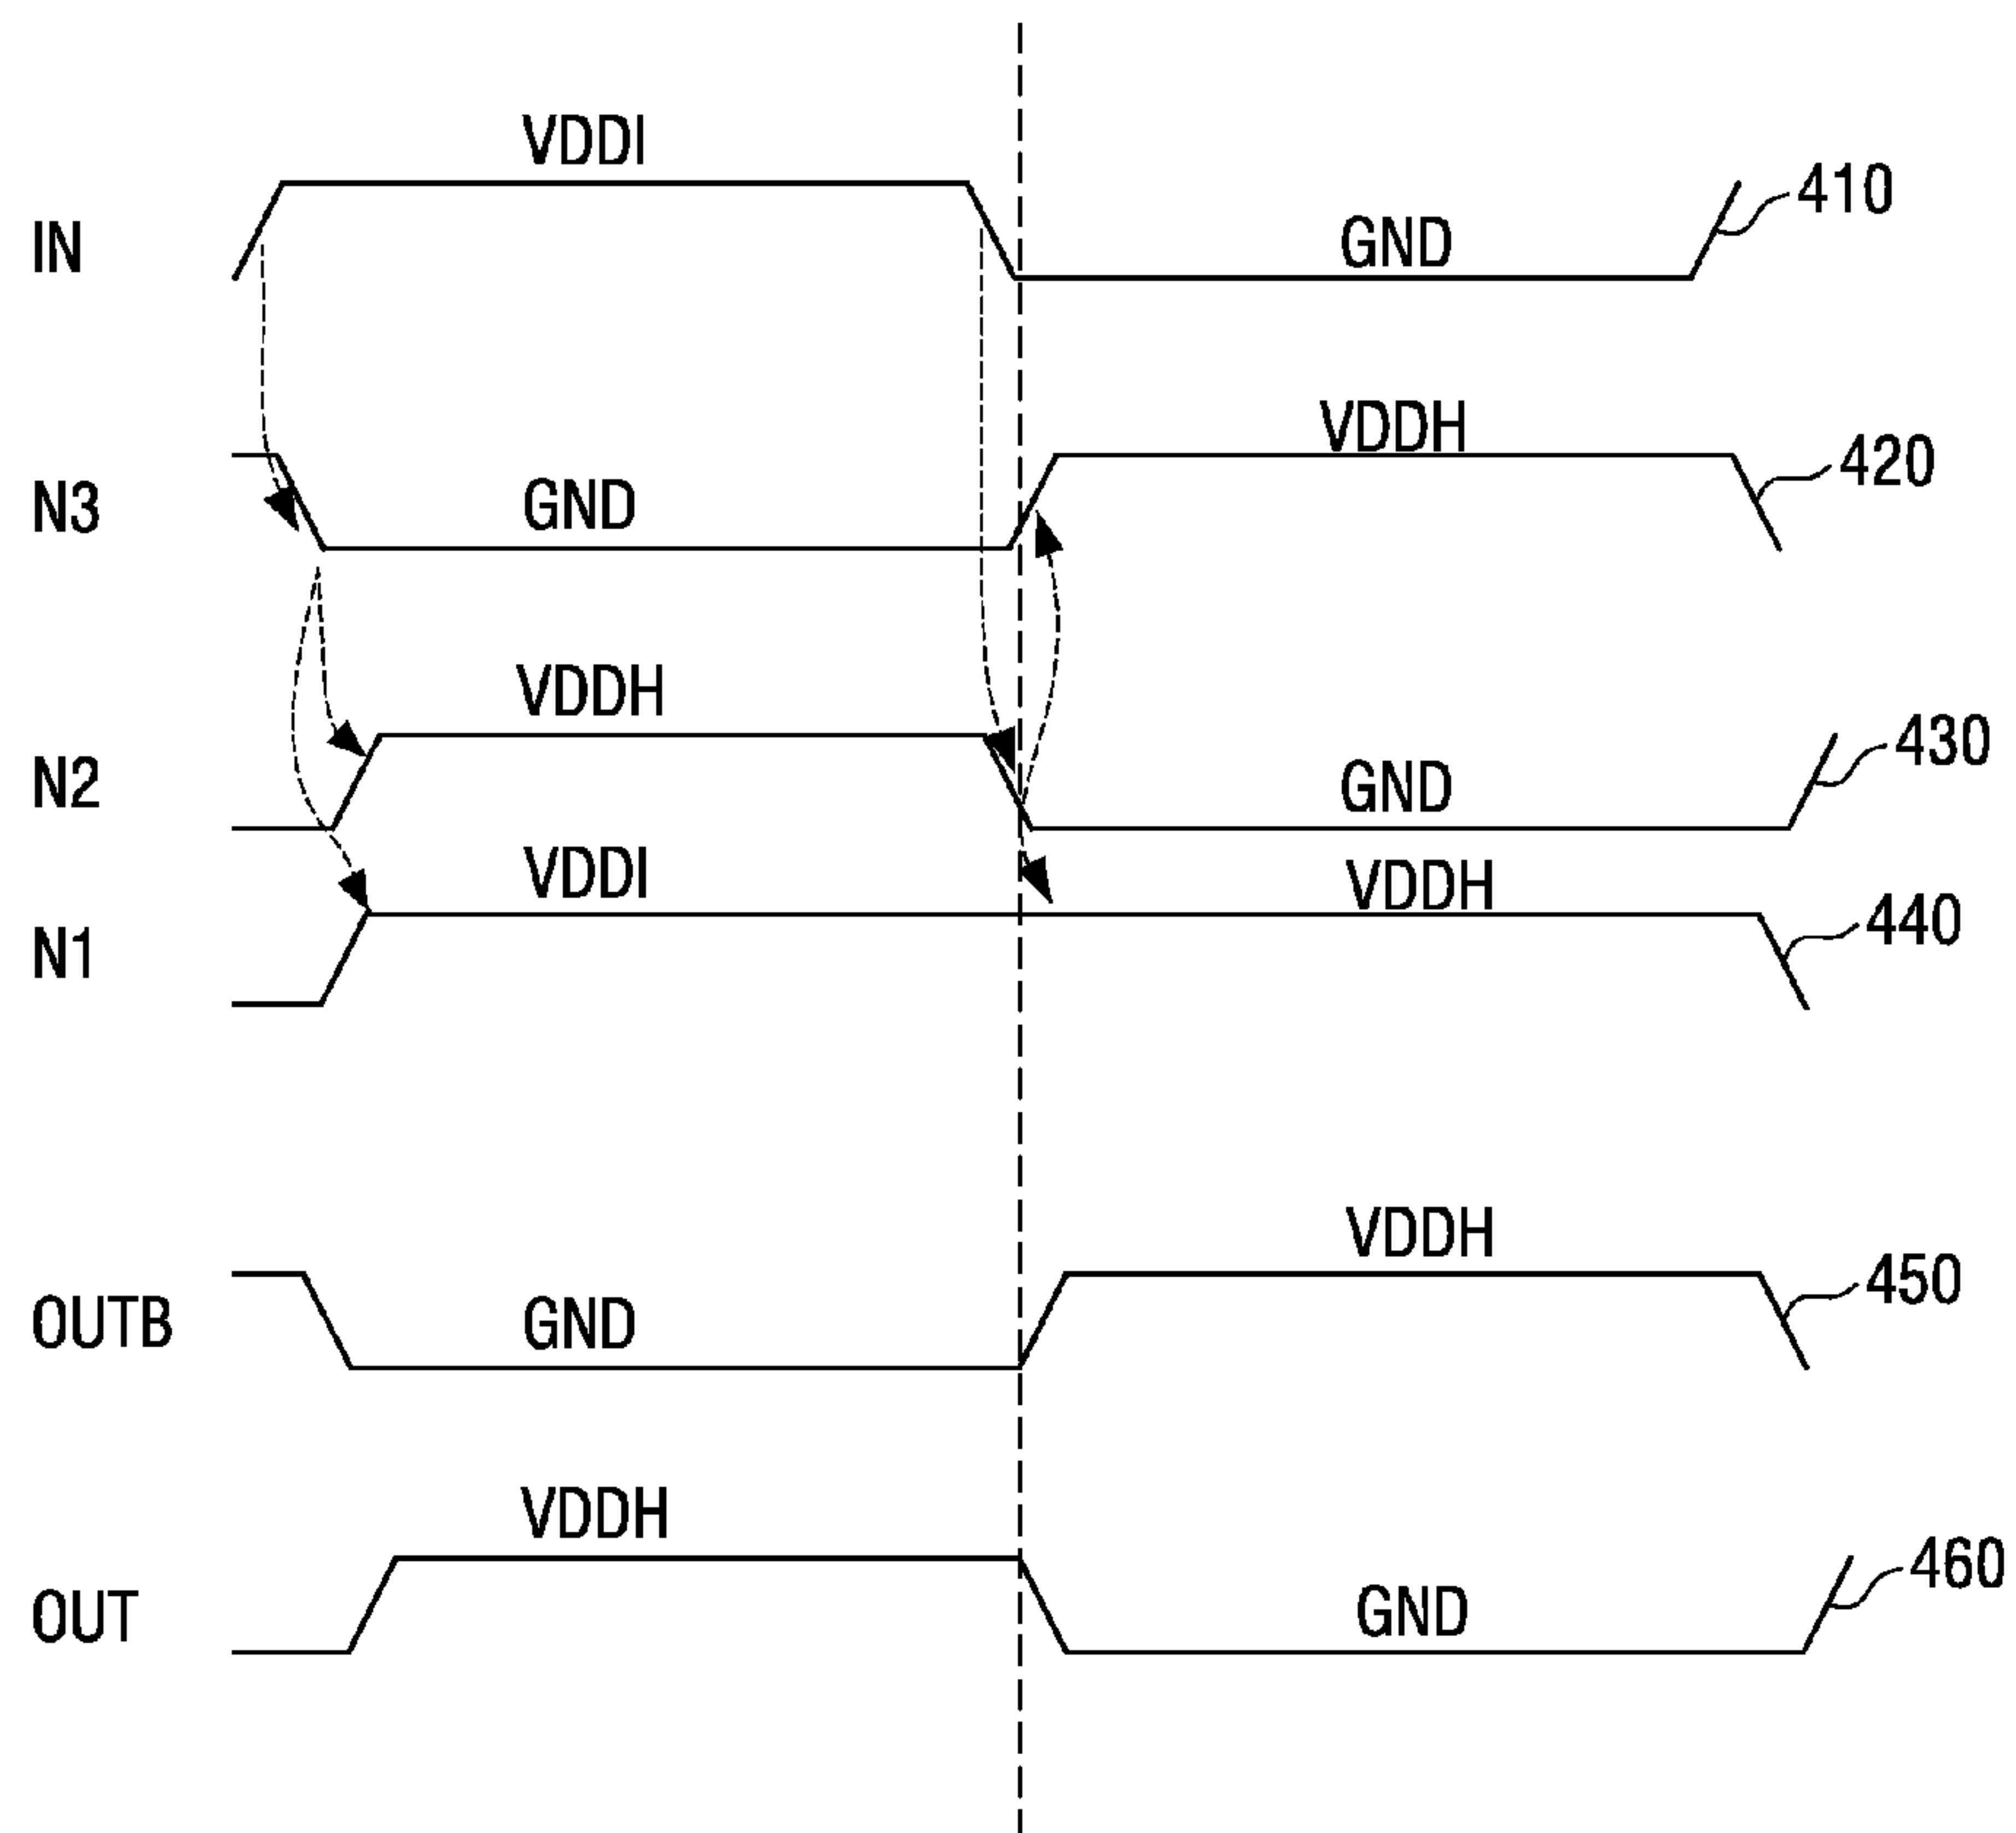 VDDI
IN
GND
410
VDDH
420
N3
GND
VDDH
430
N2
GND
VDDI
VDDH
440
N1
VDDH
450
OUTB
GND
VDDH
460
OUT
GND